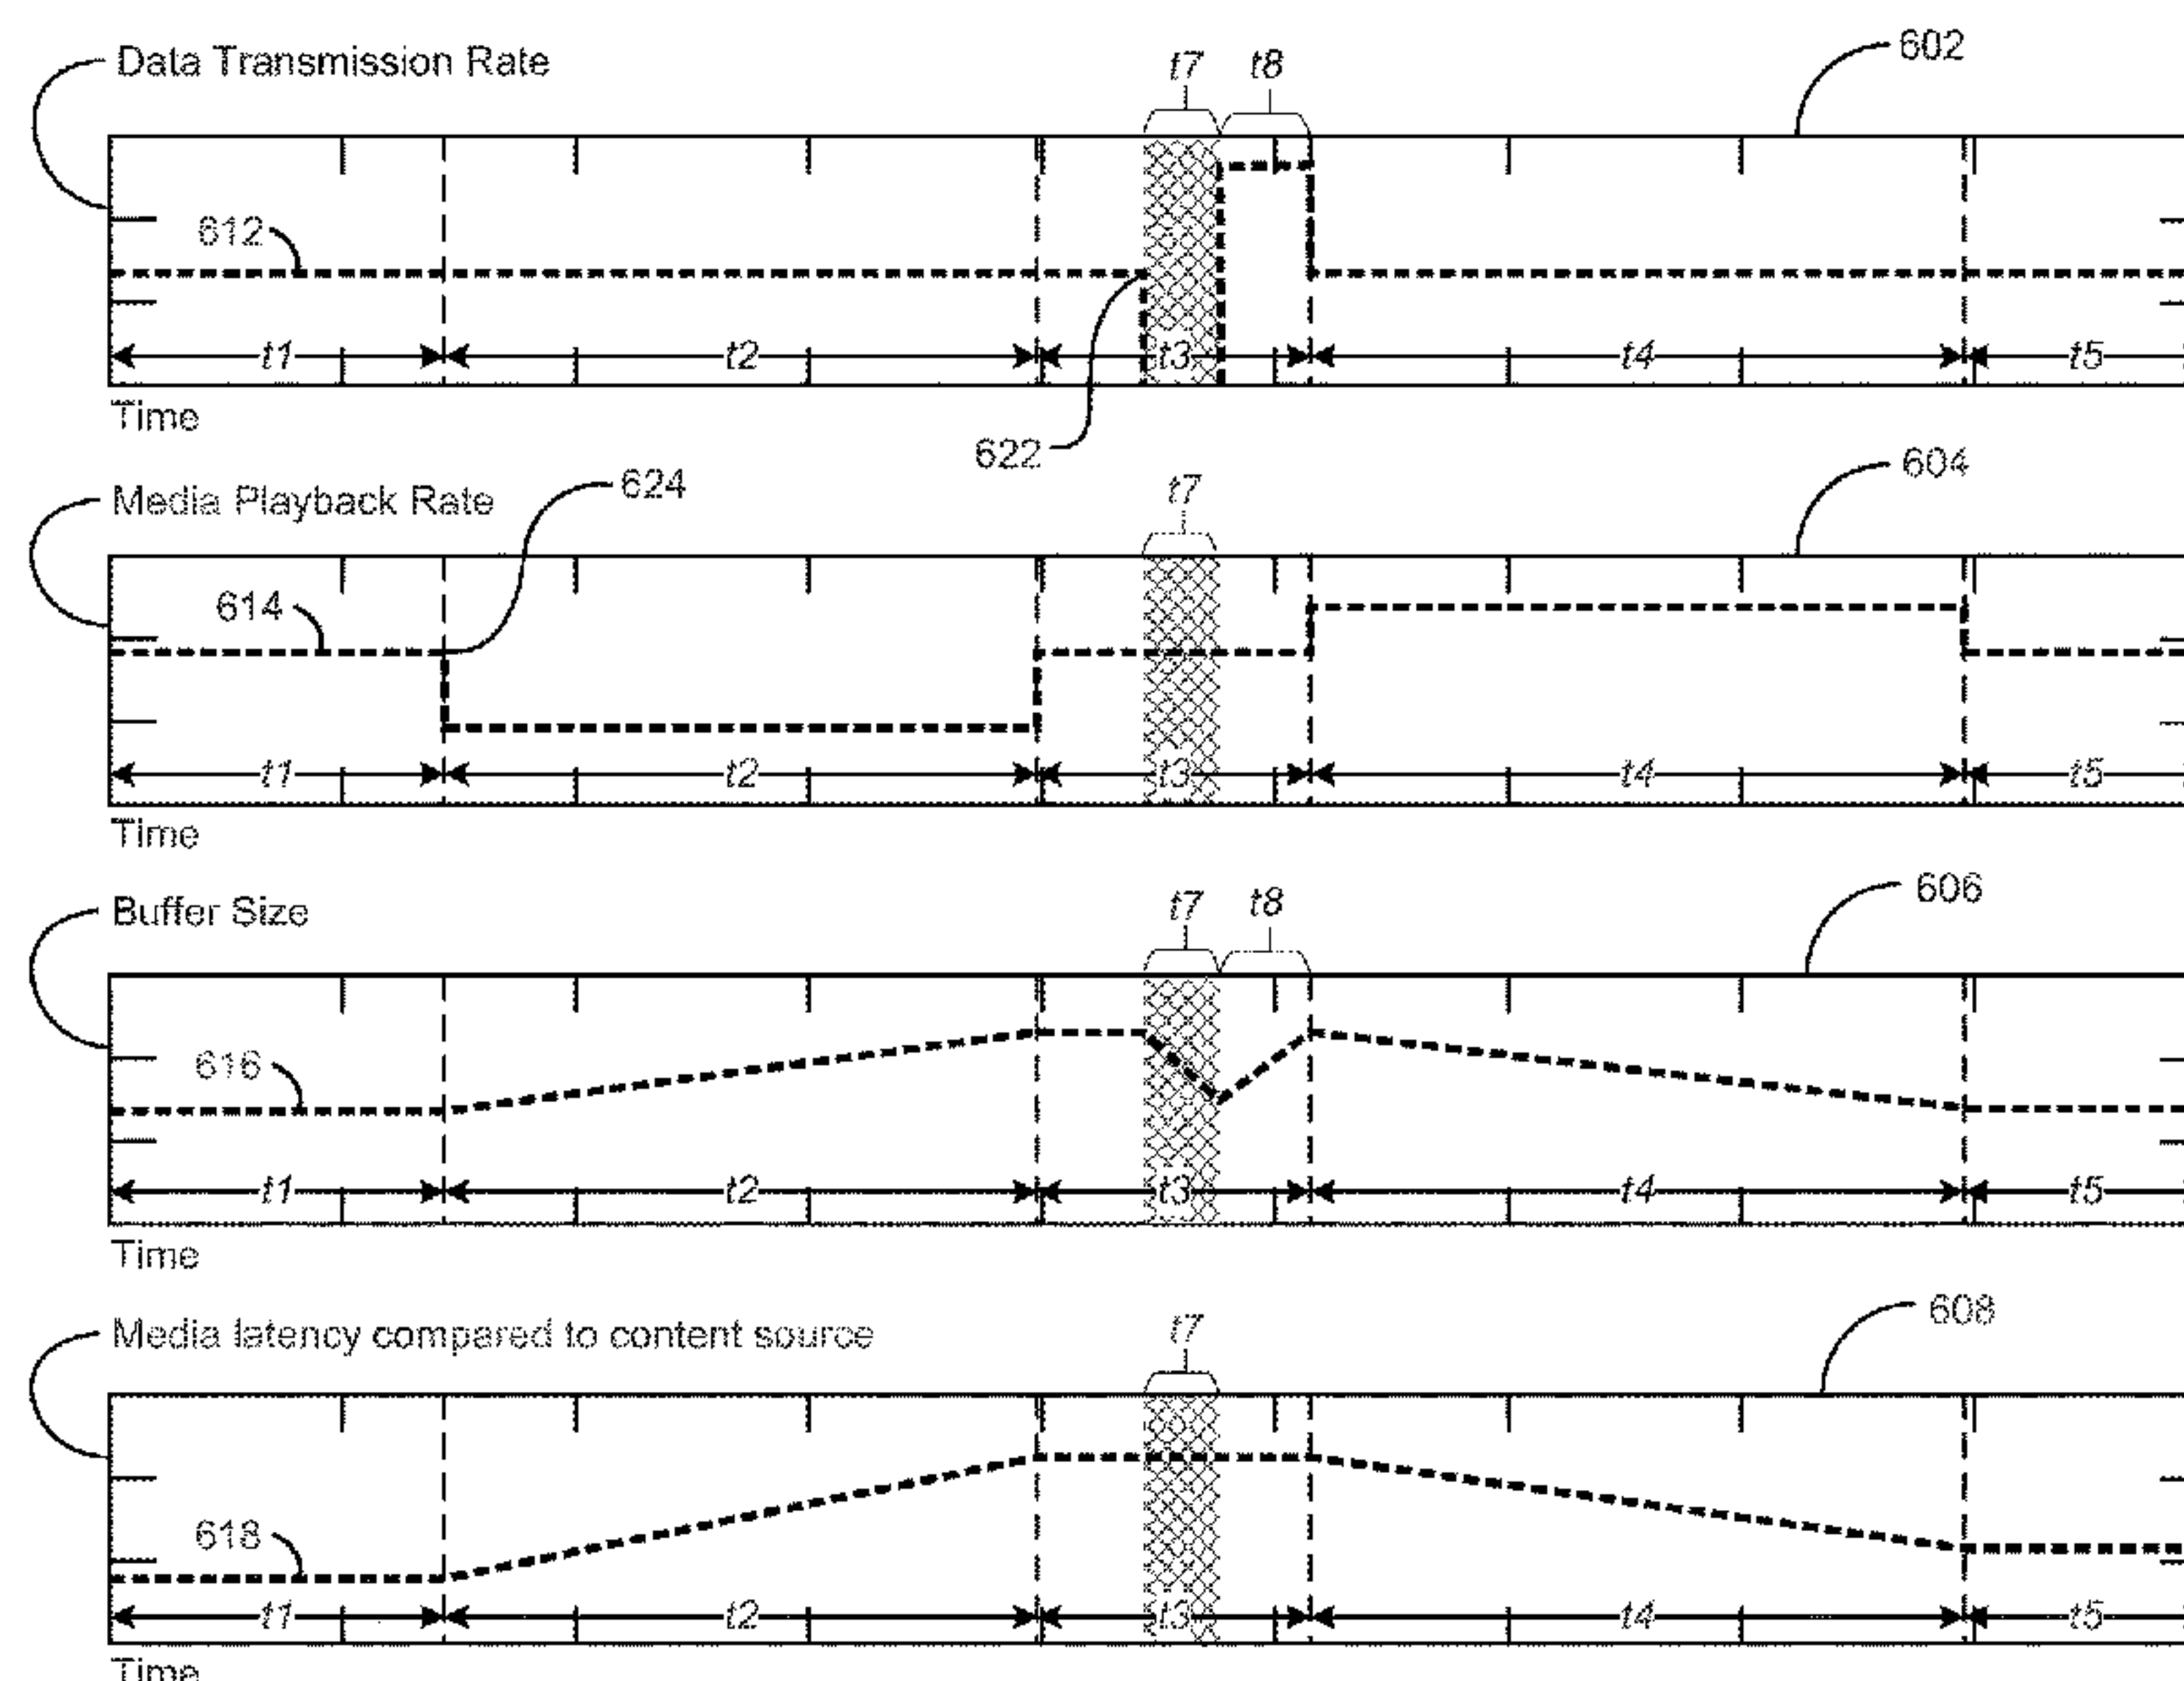 Data Transmission Rate
t7 t8
602
612
t1 t2 t3 t4 t5
Time
622
Media Playback Rate
624
t7
604
614
t1 t2 t3 t4 t5
Time
Buffer Size
t7 t8
606
616
t1 t2 t3 t4 t5
Time
Media latency compared to content source
t7
608
618
t1 t2 t3 t4 t5
Time